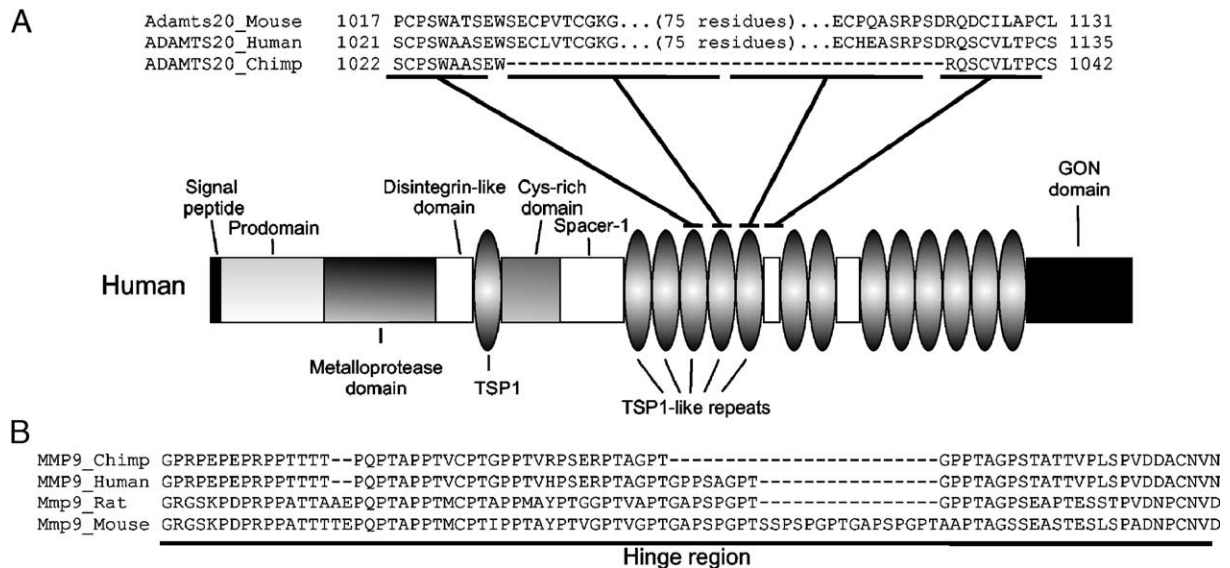 A
Adamts20_Mouse 1017 PCPSWATSEWSECPVTCGKG...(75 residues)...ECPQASRPSDRQDCILAPCL 1131
ADAMTS20_Human 1021 SCPSWAASEWSECLVTCGKG...(75 residues)...ECHEASRPSDRQSCVLTPCS 1135
ADAMTS20_Chimp 1022 SCPSWAASEW-------------------------------------RQSCVLTPCS 1042
GON
domain
Signal
peptide
Prodomain
Disintegrin-like
domain
Cys-rich
domain
Spacer-1
Human
Metalloprotease
domain
TSP1
TSP1-like repeats
B
MMP9_Chimp GPRPEPEPRPPTTTT--PQPTAPPTVCPTGPPTVRPSERPTAGPT------------------------GPPTAGPSTATTVPLSPVDDACNVN
MMP9_Human GPRPEPEPRPPTTTT--PQPTAPPTVCPTGPPTVHPSERPTAGPTGPPSAGPT----------------GPPTAGPSTATTVPLSPVDDACNVN
Mmp9_Rat GRGSKPDPRPPATTAAEPQPTAPPTMCPTAPPMAYPTGGPTVAPTGAPSPGPT----------------GPPTAGPSEAPTESSTPVDNPCNVD
Mmp9_Mouse GRGSKPDPRPPATTTTEPQPTAPPTMCPTIPPTAYPTVGPTVGPTGAPSPGPTSSPSPGPTGAPSPGPTAAPTAGSSEASTESLSPADNPCNVD
Hinge region